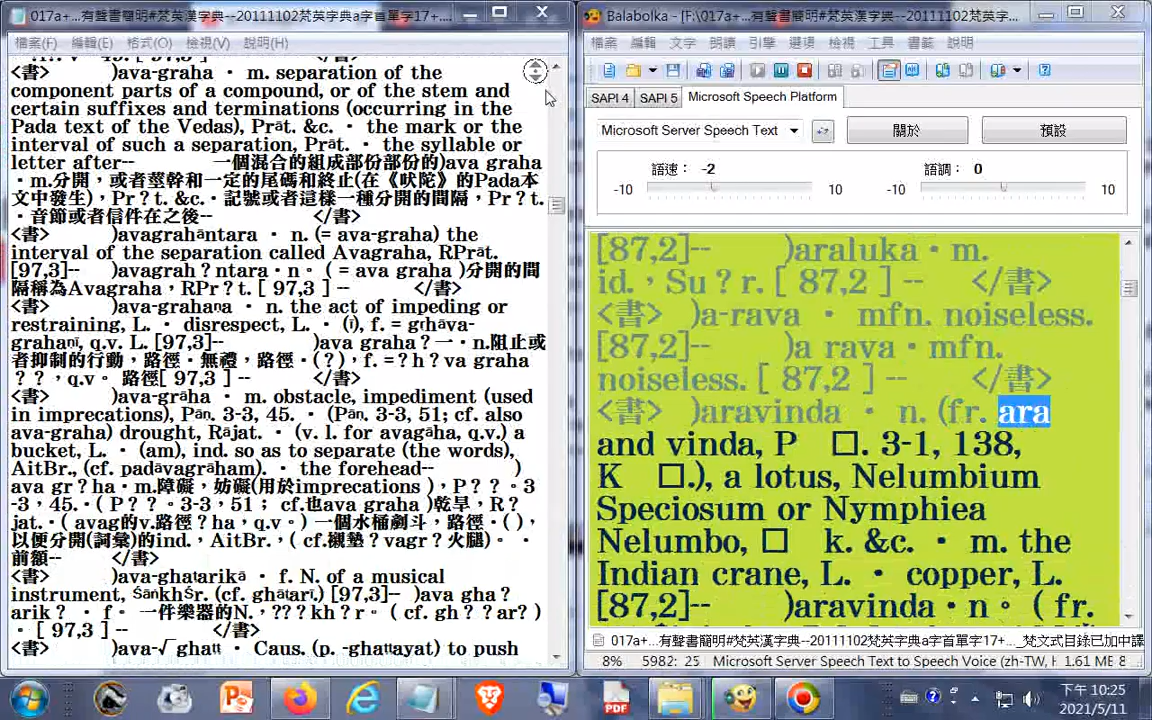 有聲書簡明#梵英漢字典--20111102梵英字典a字首單字17+...
檔案(F) 編輯(E) 格式(O) 檢視(V) 說明(H)
《書》 )ava-graha • m. separation of the
component parts of a compound, or of the stem and
certain suffixes and terminations (occurring in the
Pada text of the Vedas), Prāt. &c. • the mark or the
interval of such a separation, Prāt. • the syllable or
letter after-- 一個混合的組成部份部份的)ava graha
• m.分開，或者莖幹和一定的尾碼和終止(在《吠陀》的Pada本
文中發生)，Pr？t. &c.•記號或者這樣一種分開的間隔，Pr？t.
•音節或者信件在之後-- </書》
《書》 )avagrahāntara • n. (= ava-graha) the
interval of the separation called Avagraha, RPrāt.
[97,3]-- )avagrah？ntara•n。( = ava graha )分開的間
隔稱為Avagraha，RPr？t. [ 97,3 ] -- </書》
《書》 )ava-grahaṇa • n. the act of impeding or
restraining, L. • disrespect, L. • (ī), f. = gṛhāva-
grahaṇī, q.v. L. [97,3]-- )ava graha？一•n.阻止或
者抑制的行動，路徑•無禮，路徑•(？)，f. =？h？va graha
？？，q.v。路徑[ 97,3 ] -- </書》
《書》 )ava-grāha • m. obstacle, impediment (used
in imprecations), Pāṇ. 3-3, 45. • (Pāṇ. 3-3, 51; cf. also
ava-graha) drought, Rājat. • (v. l. for avagāha, q.v.) a
bucket, L. • (am), ind. so as to separate (the words),
AitBr., (cf. padāvagrāham). • the forehead-- )
ava gr？ha•m.障礙，妨礙(用於imprecations )，P？？。3-
3，45.•( P？？。3-3，51； cf.也ava graha )乾旱，R？
jat.•( avag的v.路徑？ha，q.v。) 一個水桶剷斗，路徑•( )，
以便分開(詞彙)的ind.，AitBr.，( cf.襯墊？vagr？火腿)。•
前額-- </書》
《書》 )ava-ghaṭarikā • f. N. of a musical
instrument, ŚāṅkhŚr. (cf. ghāṭarī.) [97,3]-- )ava gha？
arik？ • f。 一件樂器的N.，???kh？r。( cf. gh？？ar?)
•[ 97,3 ] -- </書》
《書》 )ava-√ ghaṭṭ • Caus. (p. -ghaṭṭayat) to push
Balabolka - [F:\017a+...有聲書簡明#梵英漢字典--20111102梵英字...
檔案 編輯 文字 朗讀 引擎 選項 檢視 工具 書籤 說明
SAPI 4 SAPI 5 Microsoft Speech Platform
Microsoft Server Speech Text 關於 預設
語速： -2 語調： 0
-10 10 -10 10
[87,2]-- )araluka•m.
id.，Su？r. [ 87,2 ] -- </書》
《書》 )a-rava • mfn. noiseless.
[87,2]-- )a rava•mfn.
noiseless. [ 87,2 ] -- </書》
《書》 )aravinda • n. (fr. ara
and vinda, P □. 3-1, 138,
K □.), a lotus, Nelumbium
Speciosum or Nymphiea
Nelumbo, □ k. &c. • m. the
Indian crane, L. • copper, L.
[87,2]-- )aravinda•n。( fr.
017a+...有聲書簡明#梵英漢字典--20111102梵英字典a字首單字17+..._梵文式目錄已加中譯
8% 5982: 25 Microsoft Server Speech Text to Speech Voice (zh-TW, H 1.61 ME 8
下午 10:25
2021/5/11